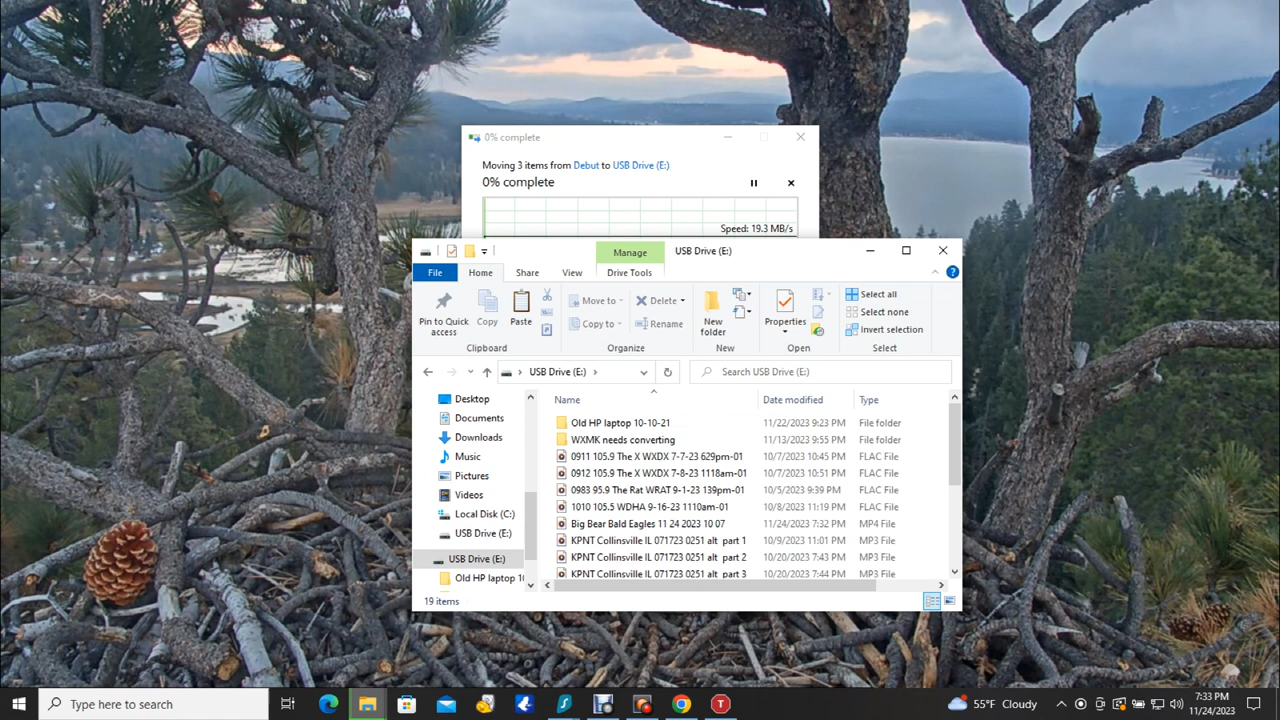 0% complete
Moving 3 items from Debut to USB Drive (E:)
0% complete
Speed: 19.3 MB/s
Manage
USB Drive (E:)
File
Home
Share
View
Drive Tools
Pin to Quick access
Copy
Paste
Move to
Copy to
Delete
Rename
New folder
Properties
Select all
Select none
Invert selection
Clipboard
Organize
New
Open
Select
USB Drive (E:)
Search USB Drive (E:)
Desktop
Documents
Downloads
Music
Pictures
Videos
Local Disk (C:)
USB Drive (E:)
USB Drive (E:)
Old HP laptop 10
Name Date modified Type
Old HP laptop 10-10-21 11/22/2023 9:23 PM File folder
WXMK needs converting 11/13/2023 9:55 PM File folder
0911 105.9 The X WXDX 7-7-23 629pm-01 10/7/2023 10:45 PM FLAC File
0912 105.9 The X WXDX 7-8-23 1118am-01 10/7/2023 10:51 PM FLAC File
0983 95.9 The Rat WRAT 9-1-23 139pm-01 10/5/2023 9:39 PM FLAC File
1010 105.5 WDHA 9-16-23 1110am-01 10/8/2023 11:19 PM FLAC File
Big Bear Bald Eagles 11 24 2023 10 07 11/24/2023 7:32 PM MP4 File
KPNT Collinsville IL 071723 0251 alt part 1 10/9/2023 11:01 PM MP3 File
KPNT Collinsville IL 071723 0251 alt part 2 10/20/2023 7:43 PM MP3 File
KPNT Collinsville IL 071723 0251 alt part 3 10/20/2023 7:44 PM MP3 File
19 items
Type here to search
55°F Cloudy
7:33 PM
11/24/2023